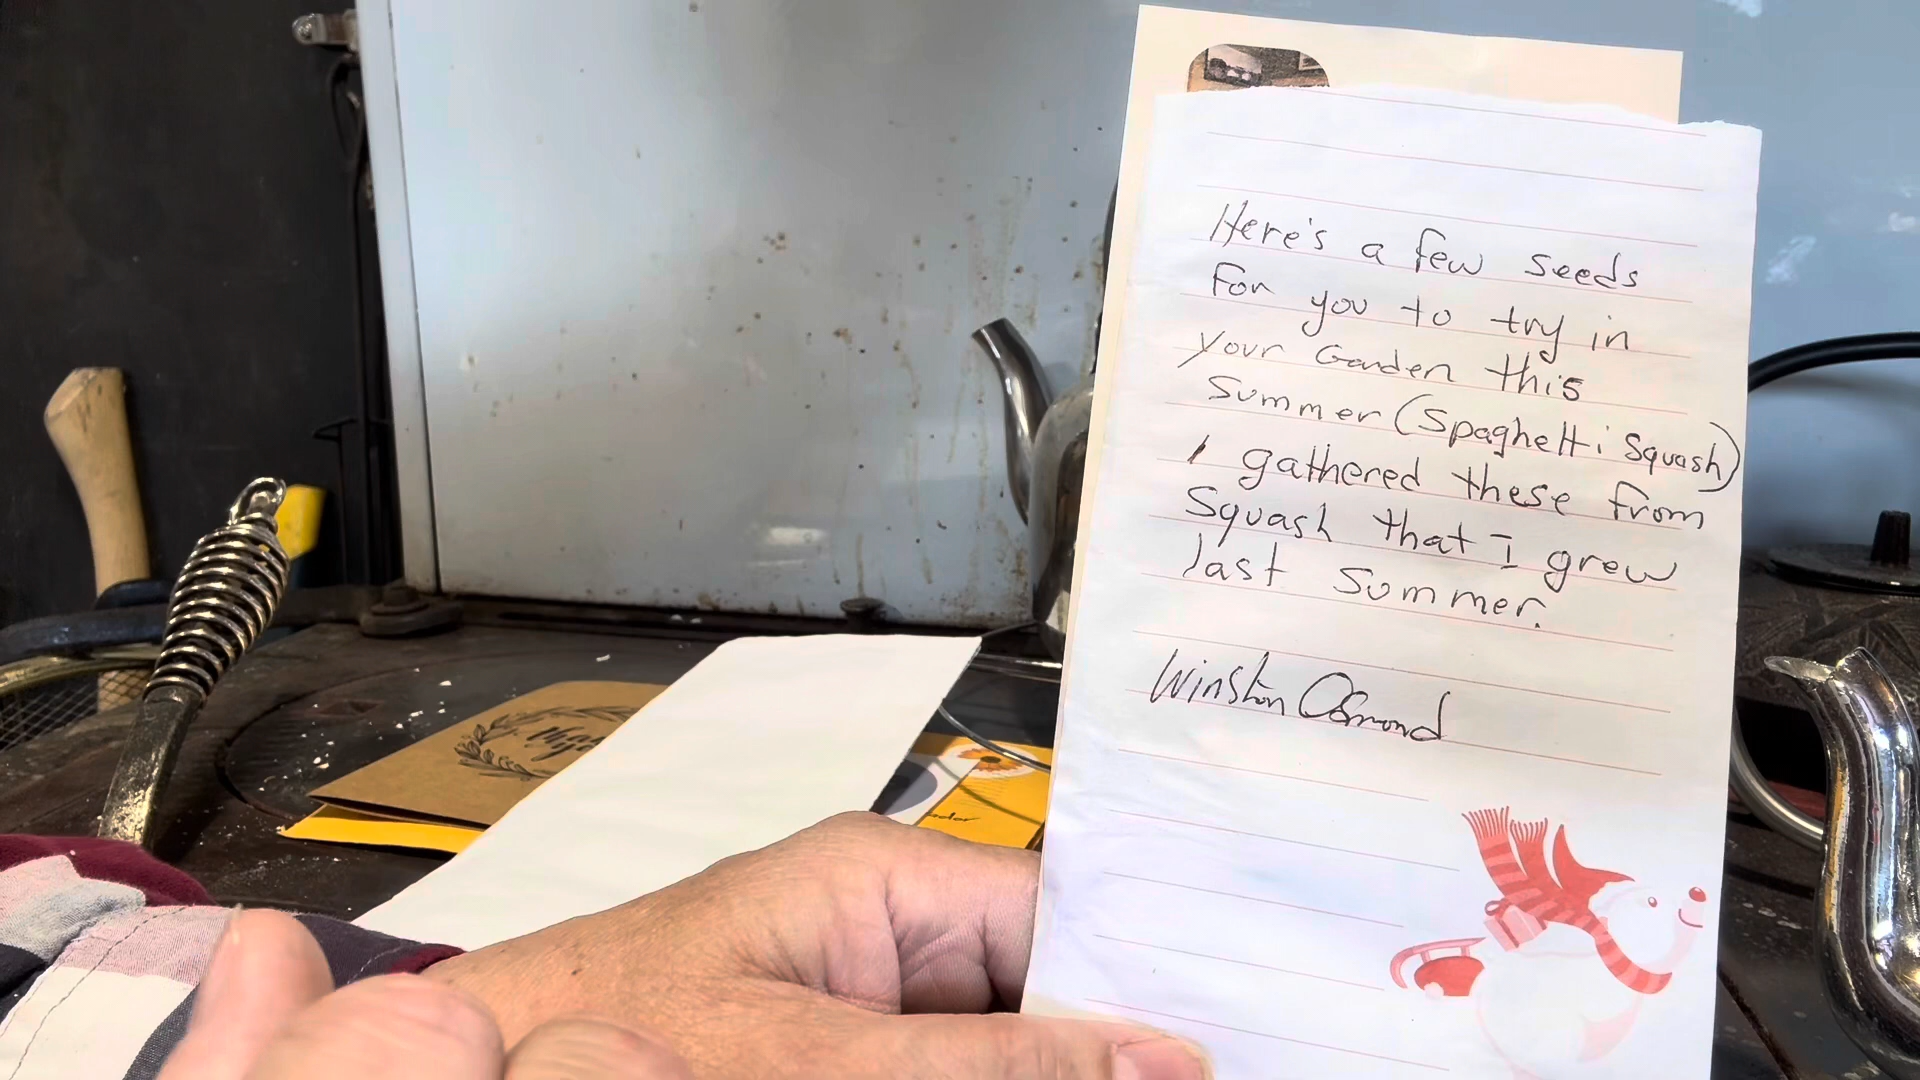 Here's a few seeds
For you to try in
your Garden this
Summer (Spaghetti Squash)
I gathered these from
Squash that I grew
last Summer.
Winston Osmond